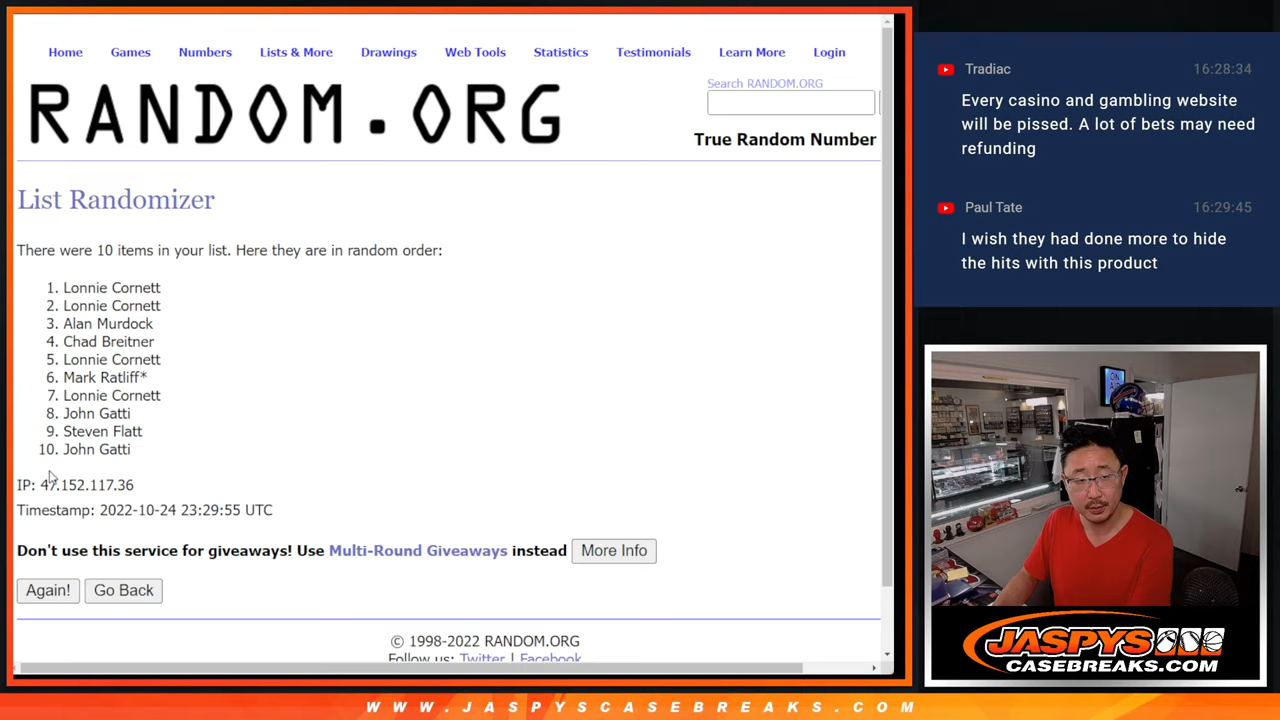 Home Games Numbers Lists & More Drawings Web Tools Statistics Testimonials Learn More Login
RANDOM.ORG
Search RANDOM.ORG
True Random Number
List Randomizer
There were 10 items in your list. Here they are in random order:
1. Lonnie Cornett
2. Lonnie Cornett
3. Alan Murdock
4. Chad Breitner
5. Lonnie Cornett
6. Mark Ratliff*
7. Lonnie Cornett
8. John Gatti
9. Steven Flatt
10. John Gatti
IP: 47.152.117.36
Timestamp: 2022-10-24 23:29:55 UTC
Don't use this service for giveaways! Use Multi-Round Giveaways instead More Info
Again! Go Back
© 1998-2022 RANDOM.ORG
Follow us: Twitter | Facebook
Tradiac 16:28:34
Every casino and gambling website
will be pissed. A lot of bets may need
refunding
Paul Tate 16:29:45
I wish they had done more to hide
the hits with this product
ON
AIR
JASPYS
CASEBREAKS.COM
WWW.JASPYSCASEBREAKS.COM